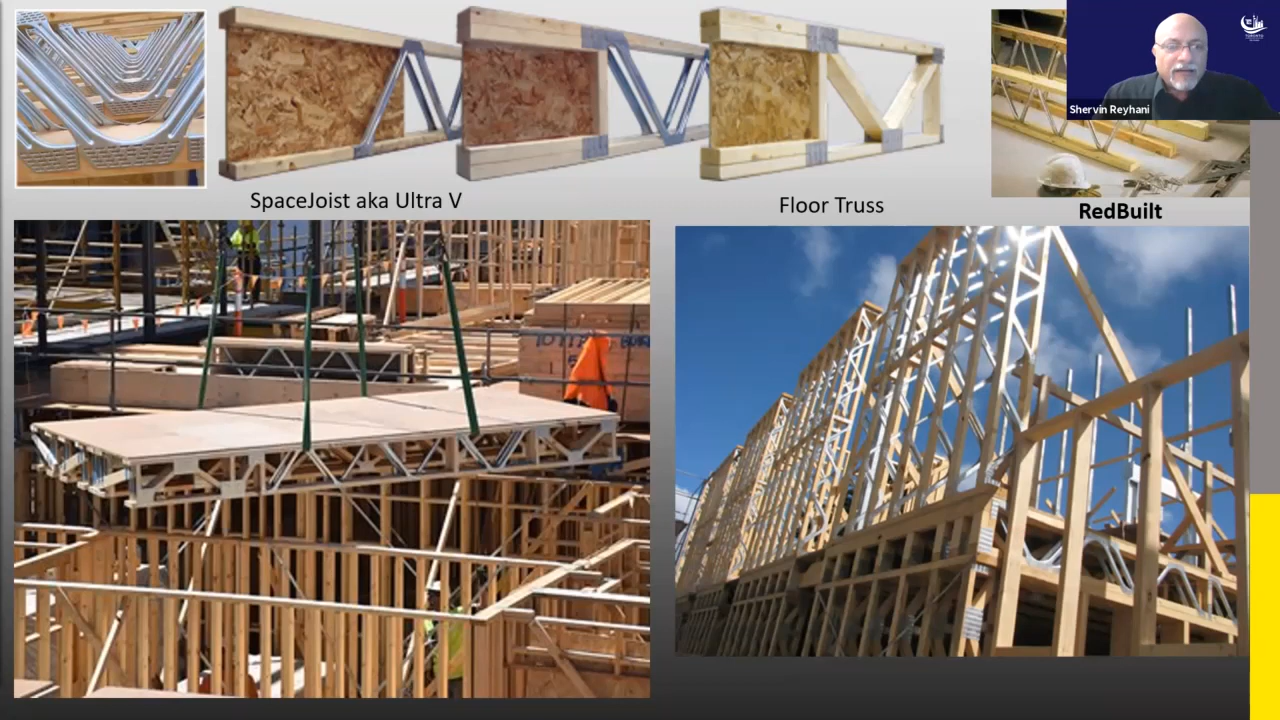 Shervin Reyhani
SpaceJoist aka Ultra V
Floor Truss
RedBuilt